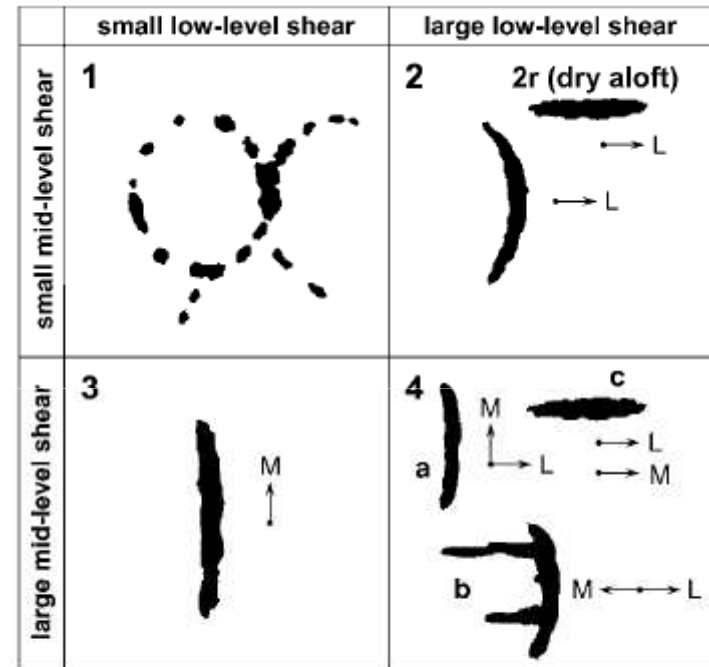 small low-level shear
large low-level shear
small mid-level shear
1
2
2r (dry aloft)
L
L
large mid-level shear
3
M
4
a
M
L
c
L
M
b
M
L